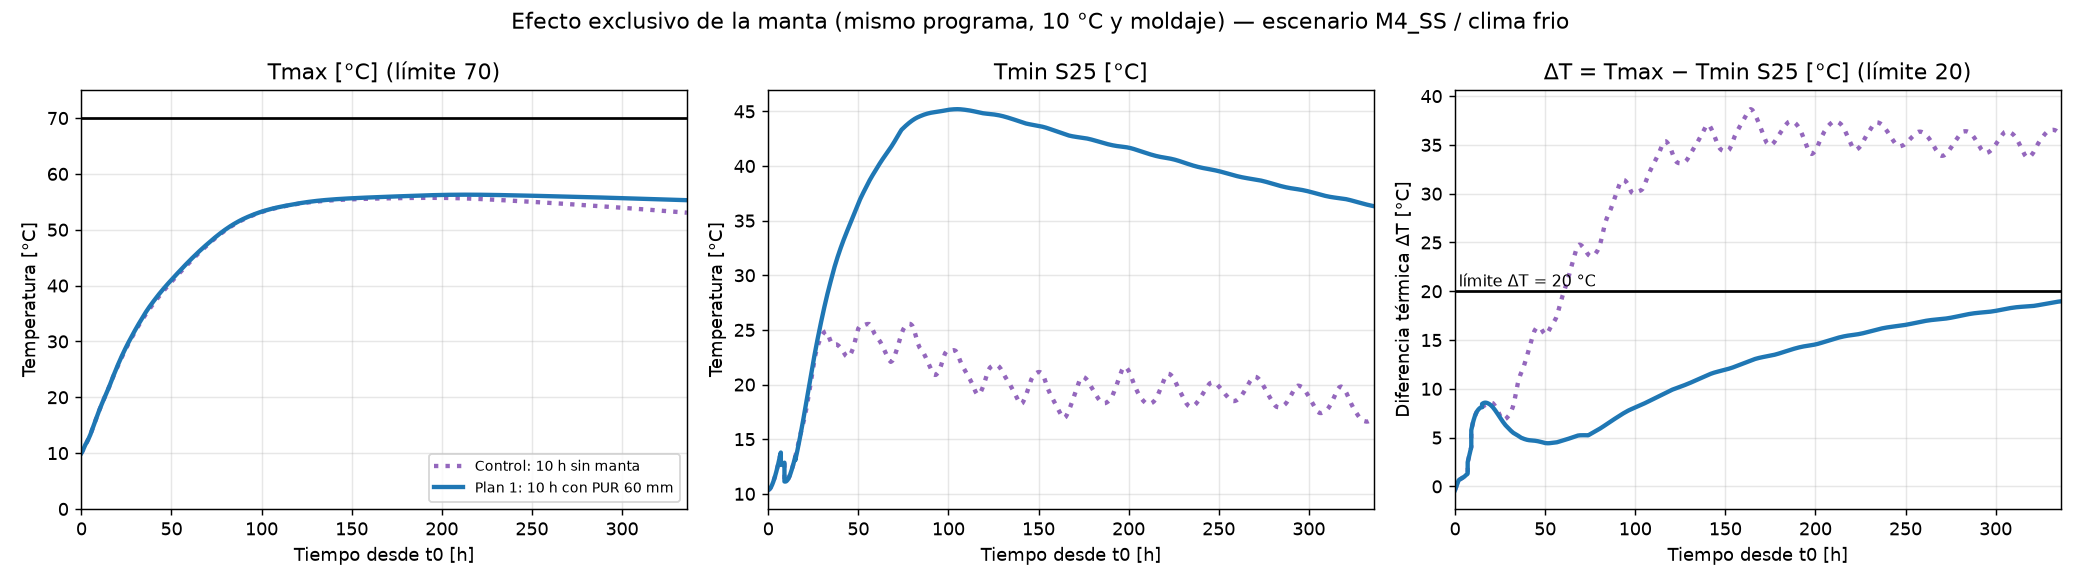 Efecto exclusivo de la manta (mismo programa, 10 °C y moldaje) — escenario M4_SS / clima frio
Tmax [°C] (límite 70)
Temperatura [°C]
70
60
50
40
30
20
10
0
0 50 100 150 200 250 300
Tiempo desde t0 [h]
Control: 10 h sin manta
Plan 1: 10 h con PUR 60 mm
Tmin S25 [°C]
Temperatura [°C]
45
40
35
30
25
20
15
10
0 50 100 150 200 250 300
Tiempo desde t0 [h]
ΔT = Tmax − Tmin S25 [°C] (límite 20)
Diferencia térmica ΔT [°C]
40
35
30
25
20
15
10
5
0
límite ΔT = 20 °C
0 50 100 150 200 250 300
Tiempo desde t0 [h]